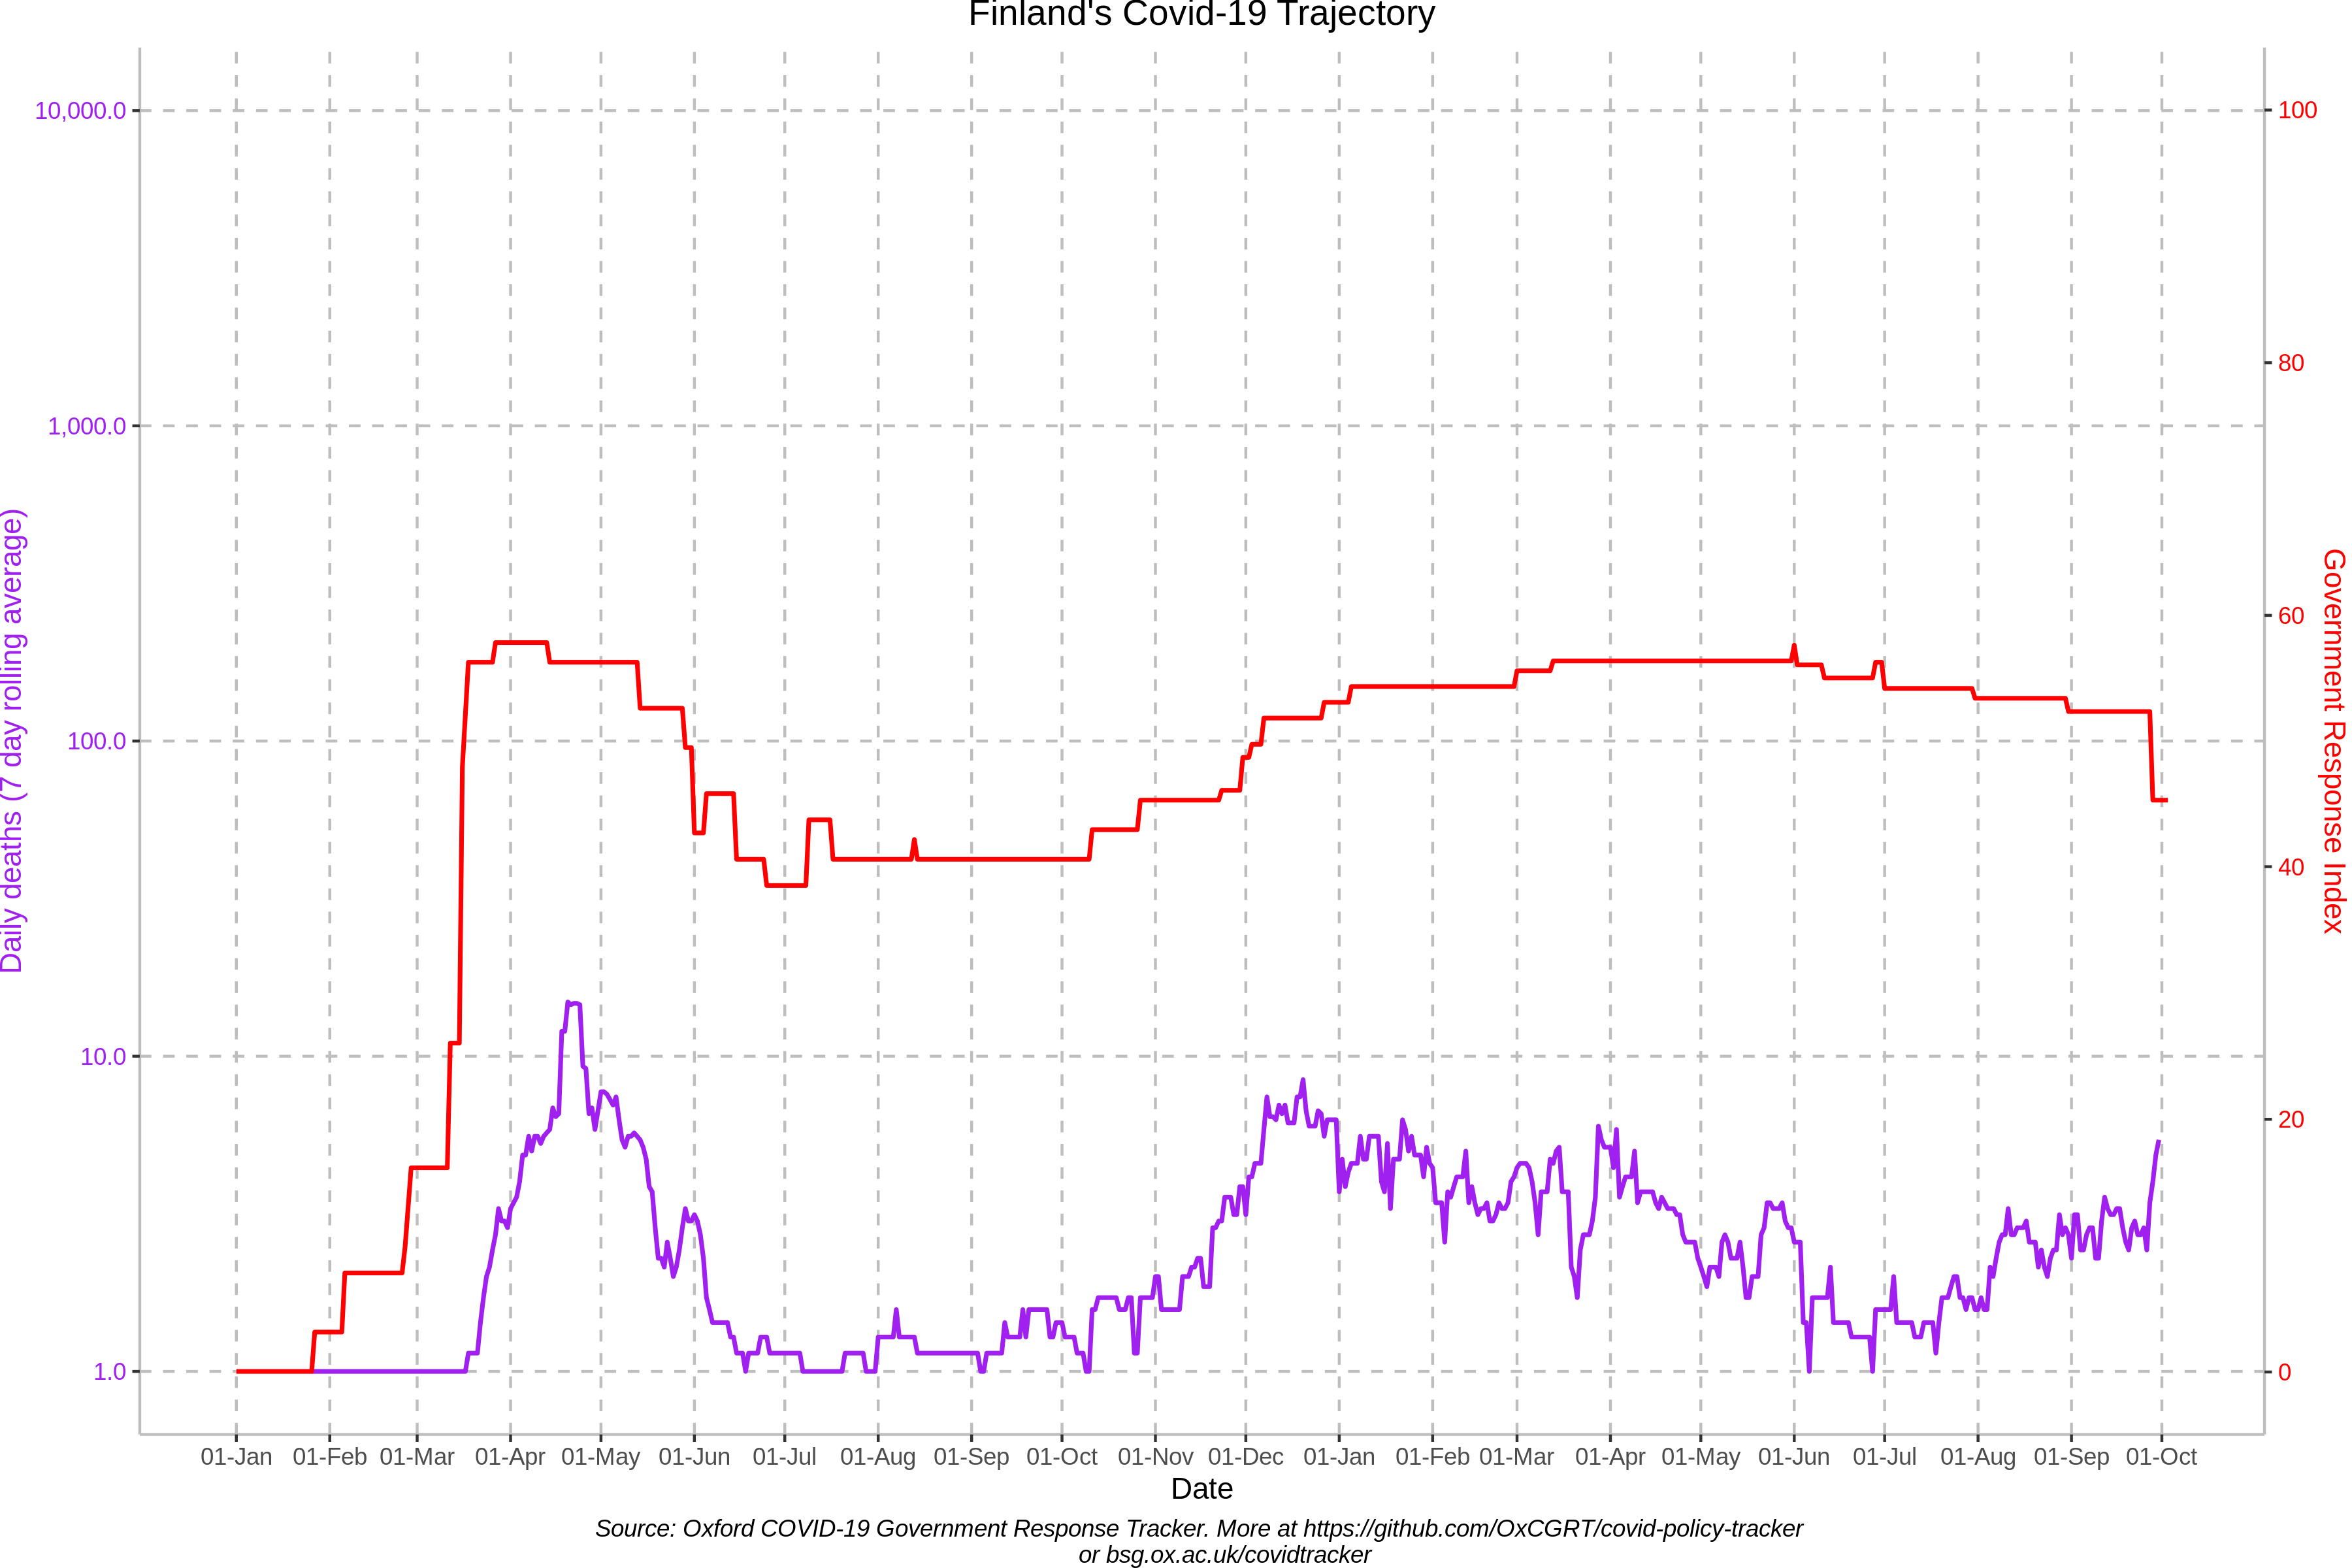 Finland's Covid-19 Trajectory
10,000.0
1,000.0
100.0
10.0
1.0
Daily deaths (7 day rolling average)
100
80
60
40
20
0
Government Response Index
01-Jan 01-Feb 01-Mar 01-Apr 01-May 01-Jun 01-Jul 01-Aug 01-Sep 01-Oct 01-Nov 01-Dec 01-Jan 01-Feb 01-Mar 01-Apr 01-May 01-Jun 01-Jul 01-Aug 01-Sep 01-Oct
Date
Source: Oxford COVID-19 Government Response Tracker. More at https://github.com/OxCGRT/covid-policy-tracker
or bsg.ox.ac.uk/covidtracker